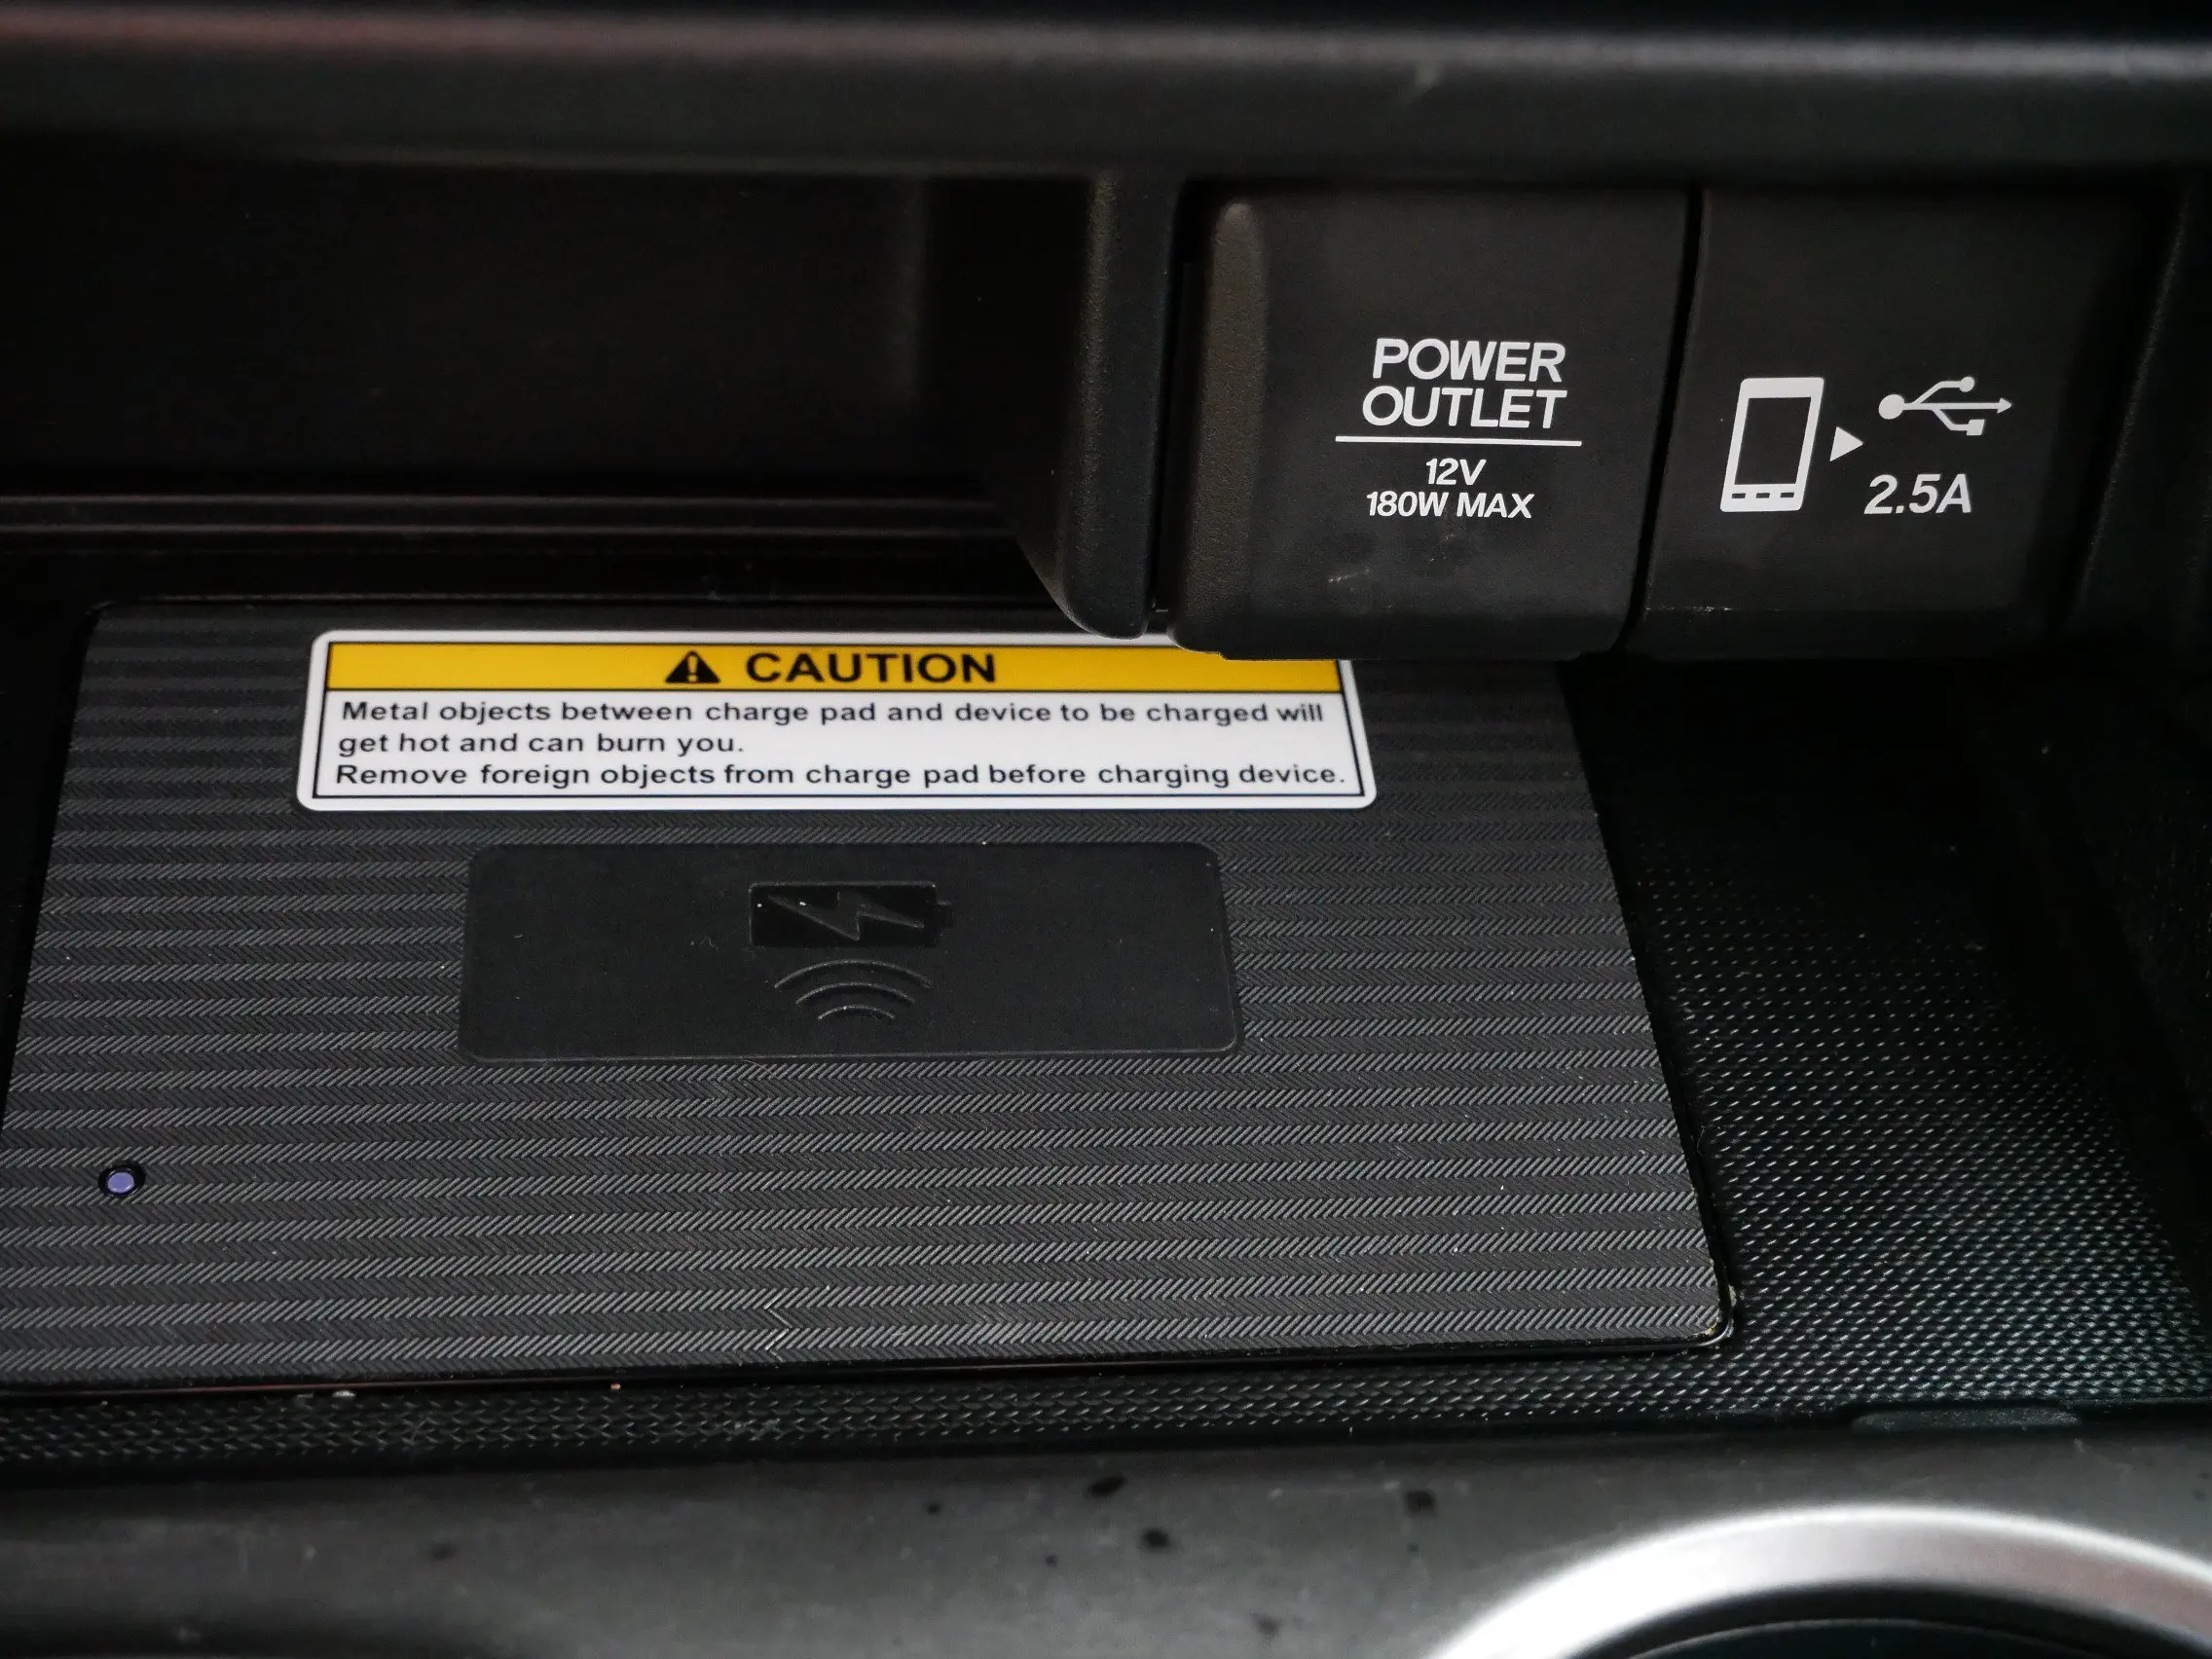 POWER
OUTLET
12V
180W MAX
2.5A
CAUTION
Metal objects between charge pad and device to be charged will
get hot and can burn you.
Remove foreign objects from charge pad before charging device.